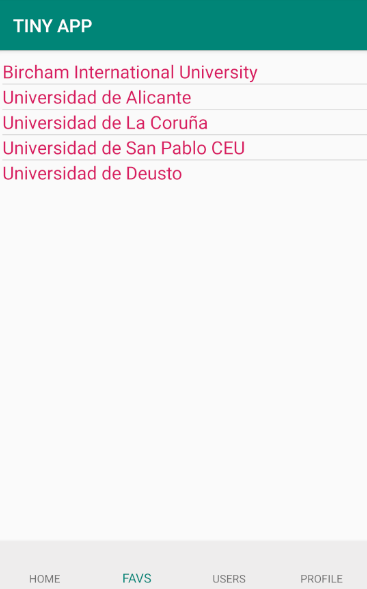 TINY APP
Bircham International University
Universidad de Alicante
Universidad de La Coruña
Universidad de San Pablo CEU
Universidad de Deusto
HOME FAVS USERS PROFILE